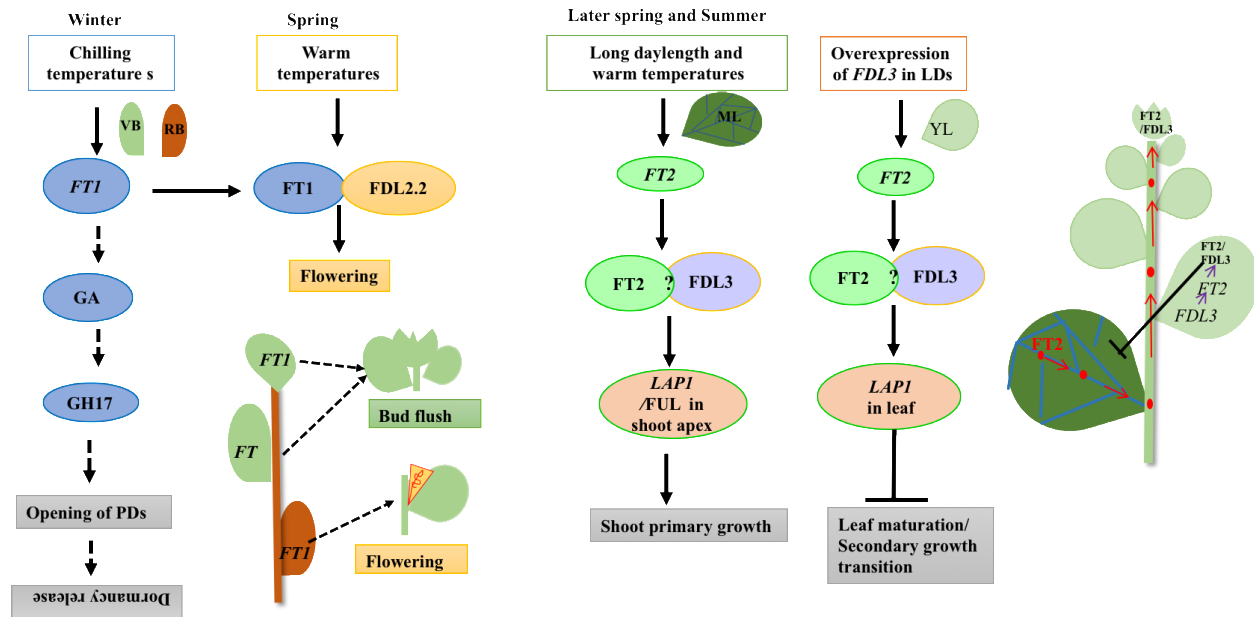 Winter
Spring
Later spring and Summer
Chilling
temperature s
Warm
temperatures
Long daylength and
warm temperatures
Overexpression
of FDL3 in LDs
VB
RB
ML
YL
FT1
FT1
FDL2.2
FT2
FT2
GA
Flowering
FT2
?
FDL3
FT2
?
FDL3
GH17
FT1
Bud flush
FT
FT1
Flowering
LAP1
/FUL in
shoot apex
LAP1
in leaf
Opening of PDs
Dormancy release
Shoot primary growth
Leaf maturation/
Secondary growth
transition
FT2
/FDL3
FT2/
FDL3
FT2
FDL3
FT2